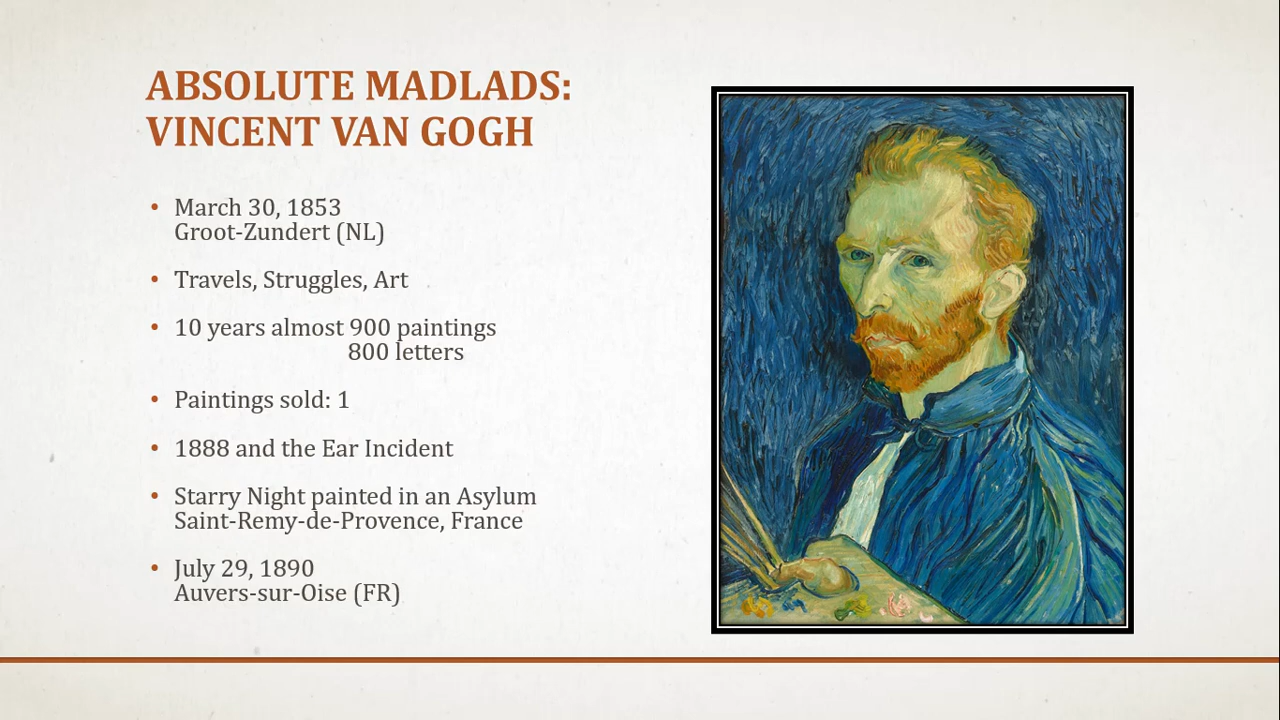 ABSOLUTE MADLADS:
VINCENT VAN GOGH
• March 30, 1853
Groot-Zundert (NL)
• Travels, Struggles, Art
• 10 years almost 900 paintings
800 letters
• Paintings sold: 1
• 1888 and the Ear Incident
• Starry Night painted in an Asylum
Saint-Remy-de-Provence, France
• July 29, 1890
Auvers-sur-Oise (FR)